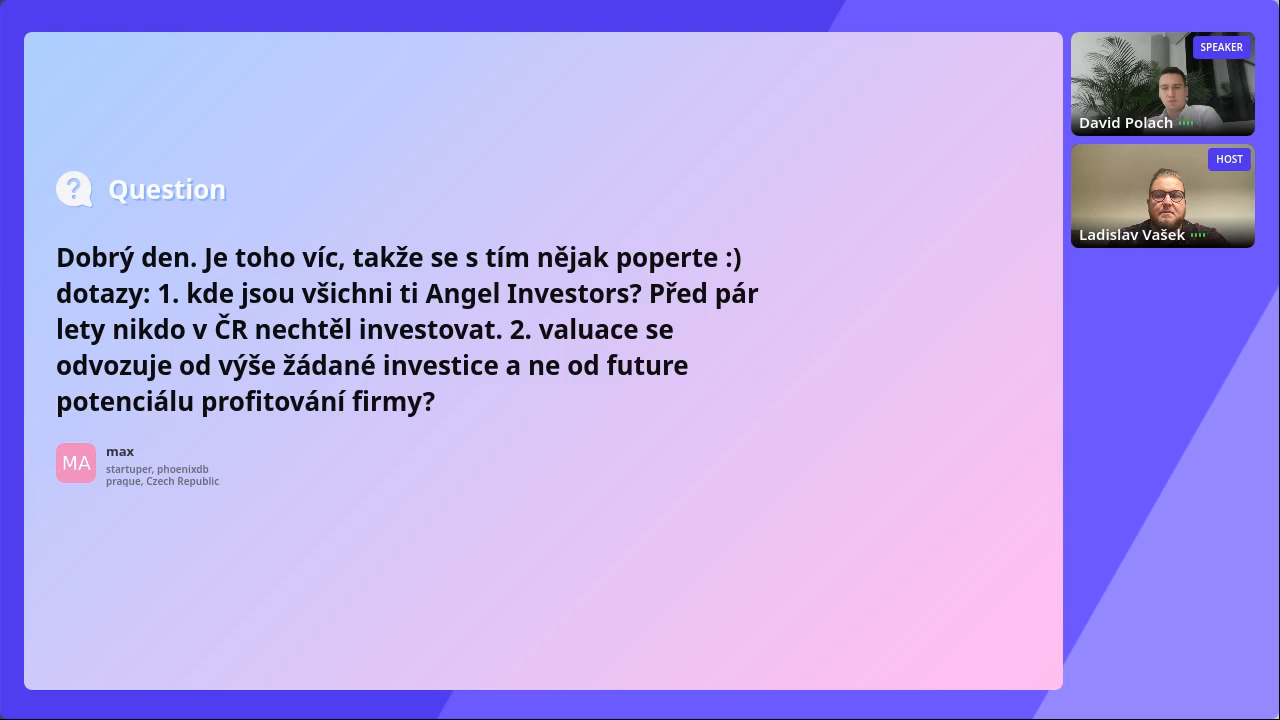 Question
Dobrý den. Je toho víc, takže se s tím nějak poperte :)
dotazy: 1. kde jsou všichni ti Angel Investors? Před pár
lety nikdo v ČR nechtěl investovat. 2. valuace se
odvozuje od výše žádané investice a ne od future
potenciálu profitování firmy?
MA
max
startuper, phoenixdb
prague, Czech Republic
SPEAKER
David Polach
HOST
Ladislav Vašek